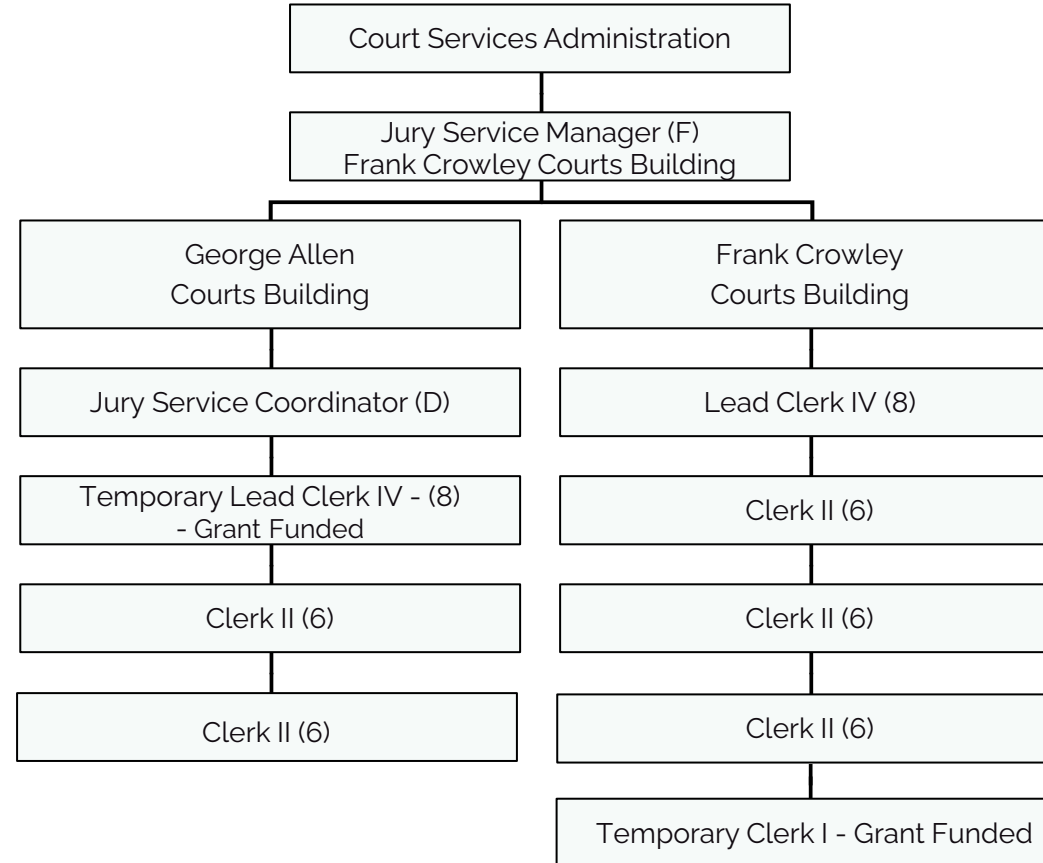 Court Services Administration
Jury Service Manager (F)
Frank Crowley Courts Building
George Allen
Courts Building
Frank Crowley
Courts Building
Jury Service Coordinator (D)
Lead Clerk IV (8)
Temporary Lead Clerk IV - (8)
- Grant Funded
Clerk II (6)
Clerk II (6)
Clerk II (6)
Clerk II (6)
Clerk II (6)
Temporary Clerk I - Grant Funded